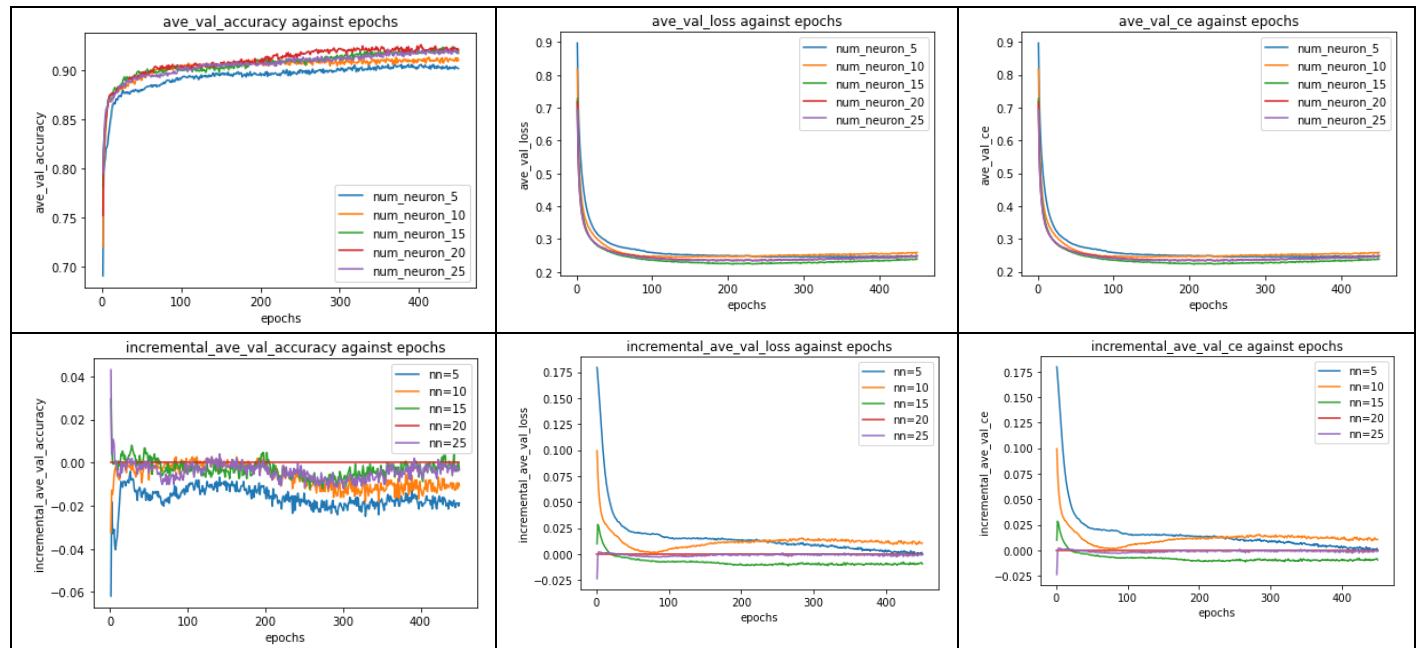 ave_val_accuracy against epochs
ave_val_accuracy
0.90
0.85
0.80
0.75
0.70
num_neuron_5
num_neuron_10
num_neuron_15
num_neuron_20
num_neuron_25
0
100
200
300
400
epochs
ave_val_loss against epochs
ave_val_loss
0.9
0.8
0.7
0.6
0.5
0.4
0.3
0.2
num_neuron_5
num_neuron_10
num_neuron_15
num_neuron_20
num_neuron_25
0
100
200
300
400
epochs
ave_val_ce against epochs
ave_val_ce
0.9
0.8
0.7
0.6
0.5
0.4
0.3
0.2
num_neuron_5
num_neuron_10
num_neuron_15
num_neuron_20
num_neuron_25
0
100
200
300
400
epochs
incremental_ave_val_accuracy against epochs
incremental_ave_val_accuracy
0.04
0.02
0.00
−0.02
−0.04
−0.06
nn=5
nn=10
nn=15
nn=20
nn=25
0
100
200
300
400
epochs
incremental_ave_val_loss against epochs
incremental_ave_val_loss
0.175
0.150
0.125
0.100
0.075
0.050
0.025
0.000
−0.025
nn=5
nn=10
nn=15
nn=20
nn=25
0
100
200
300
400
epochs
incremental_ave_val_ce against epochs
incremental_ave_val_ce
0.175
0.150
0.125
0.100
0.075
0.050
0.025
0.000
−0.025
nn=5
nn=10
nn=15
nn=20
nn=25
0
100
200
300
400
epochs